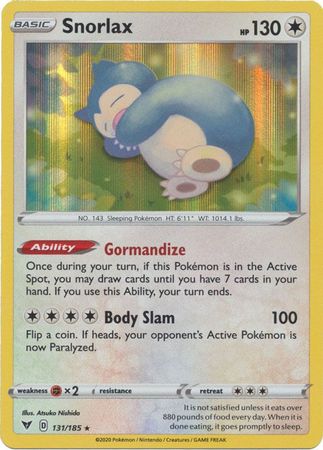 BASIC Snorlax HP 130
NO. 143 Sleeping Pokémon HT: 6'11" WT: 1014.1 lbs.
Ability Gormandize
Once during your turn, if this Pokémon is in the Active
Spot, you may draw cards until you have 7 cards in your
hand. If you use this Ability, your turn ends.
Body Slam 100
Flip a coin. If heads, your opponent's Active Pokémon is
now Paralyzed.
weakness ×2 resistance retreat
Illus. Atsuko Nishida
D 131/185 ★
It is not satisfied unless it eats over
880 pounds of food every day. When it is
done eating, it goes promptly to sleep.
©2020 Pokémon / Nintendo / Creatures / GAME FREAK